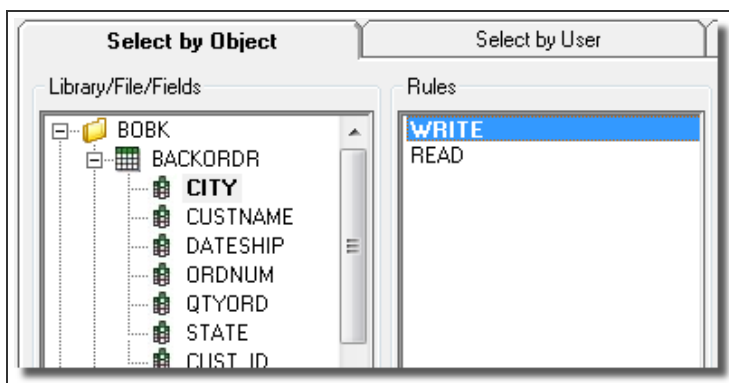 Select by Object
Select by User
Library/File/Fields
BOBK
BACKORDR
CITY
CUSTNAME
DATESHIP
ORDNUM
QTYORD
STATE
CUST_ID
Rules
WRITE
READ